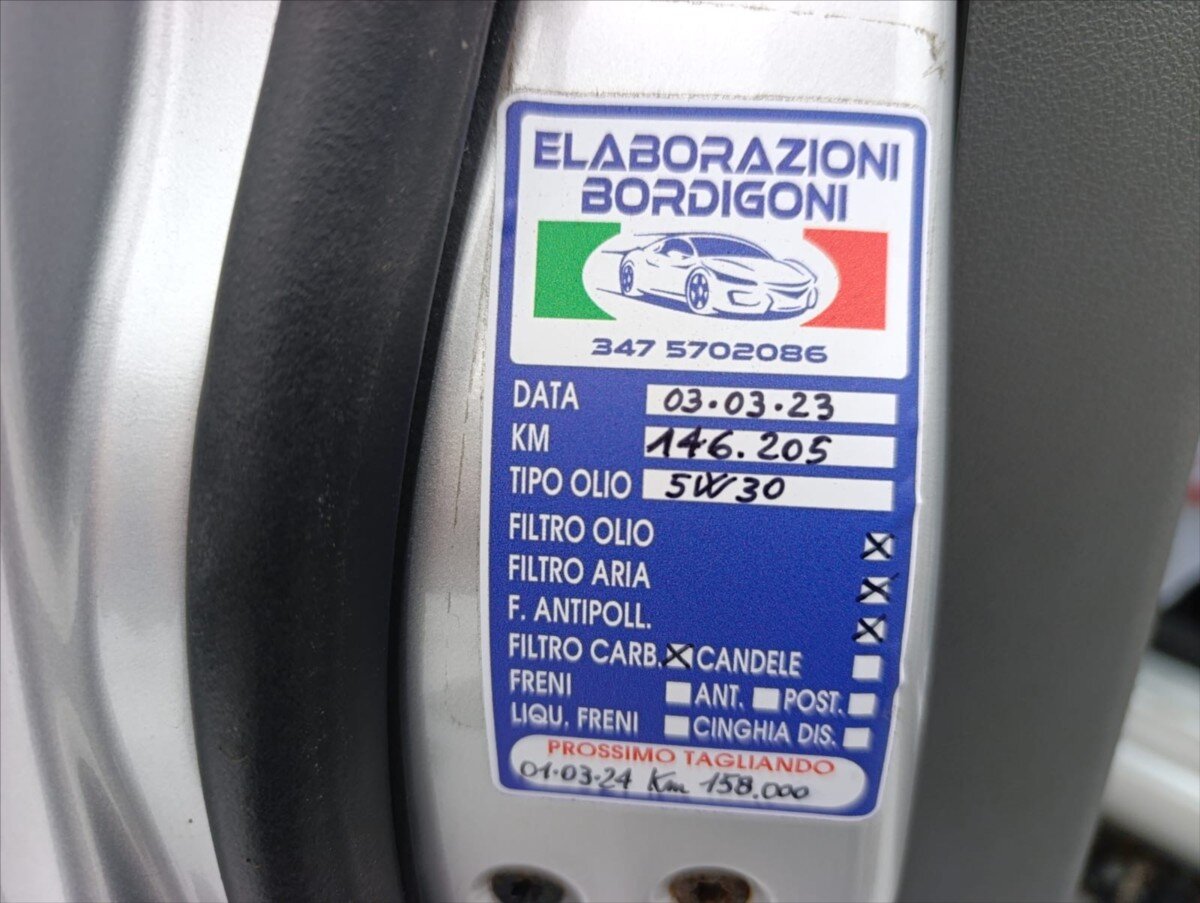 ELABORAZIONI
BORDIGONI
347 5702086
DATA 03.03.23
KM 146.205
TIPO OLIO 5W30
FILTRO OLIO
FILTRO ARIA
F. ANTIPOLL.
FILTRO CARB. CANDELE
FRENI ANT. POST.
LIQU. FRENI CINGHIA DIS.
PROSSIMO TAGLIANDO
01.03.24 Km 158.000